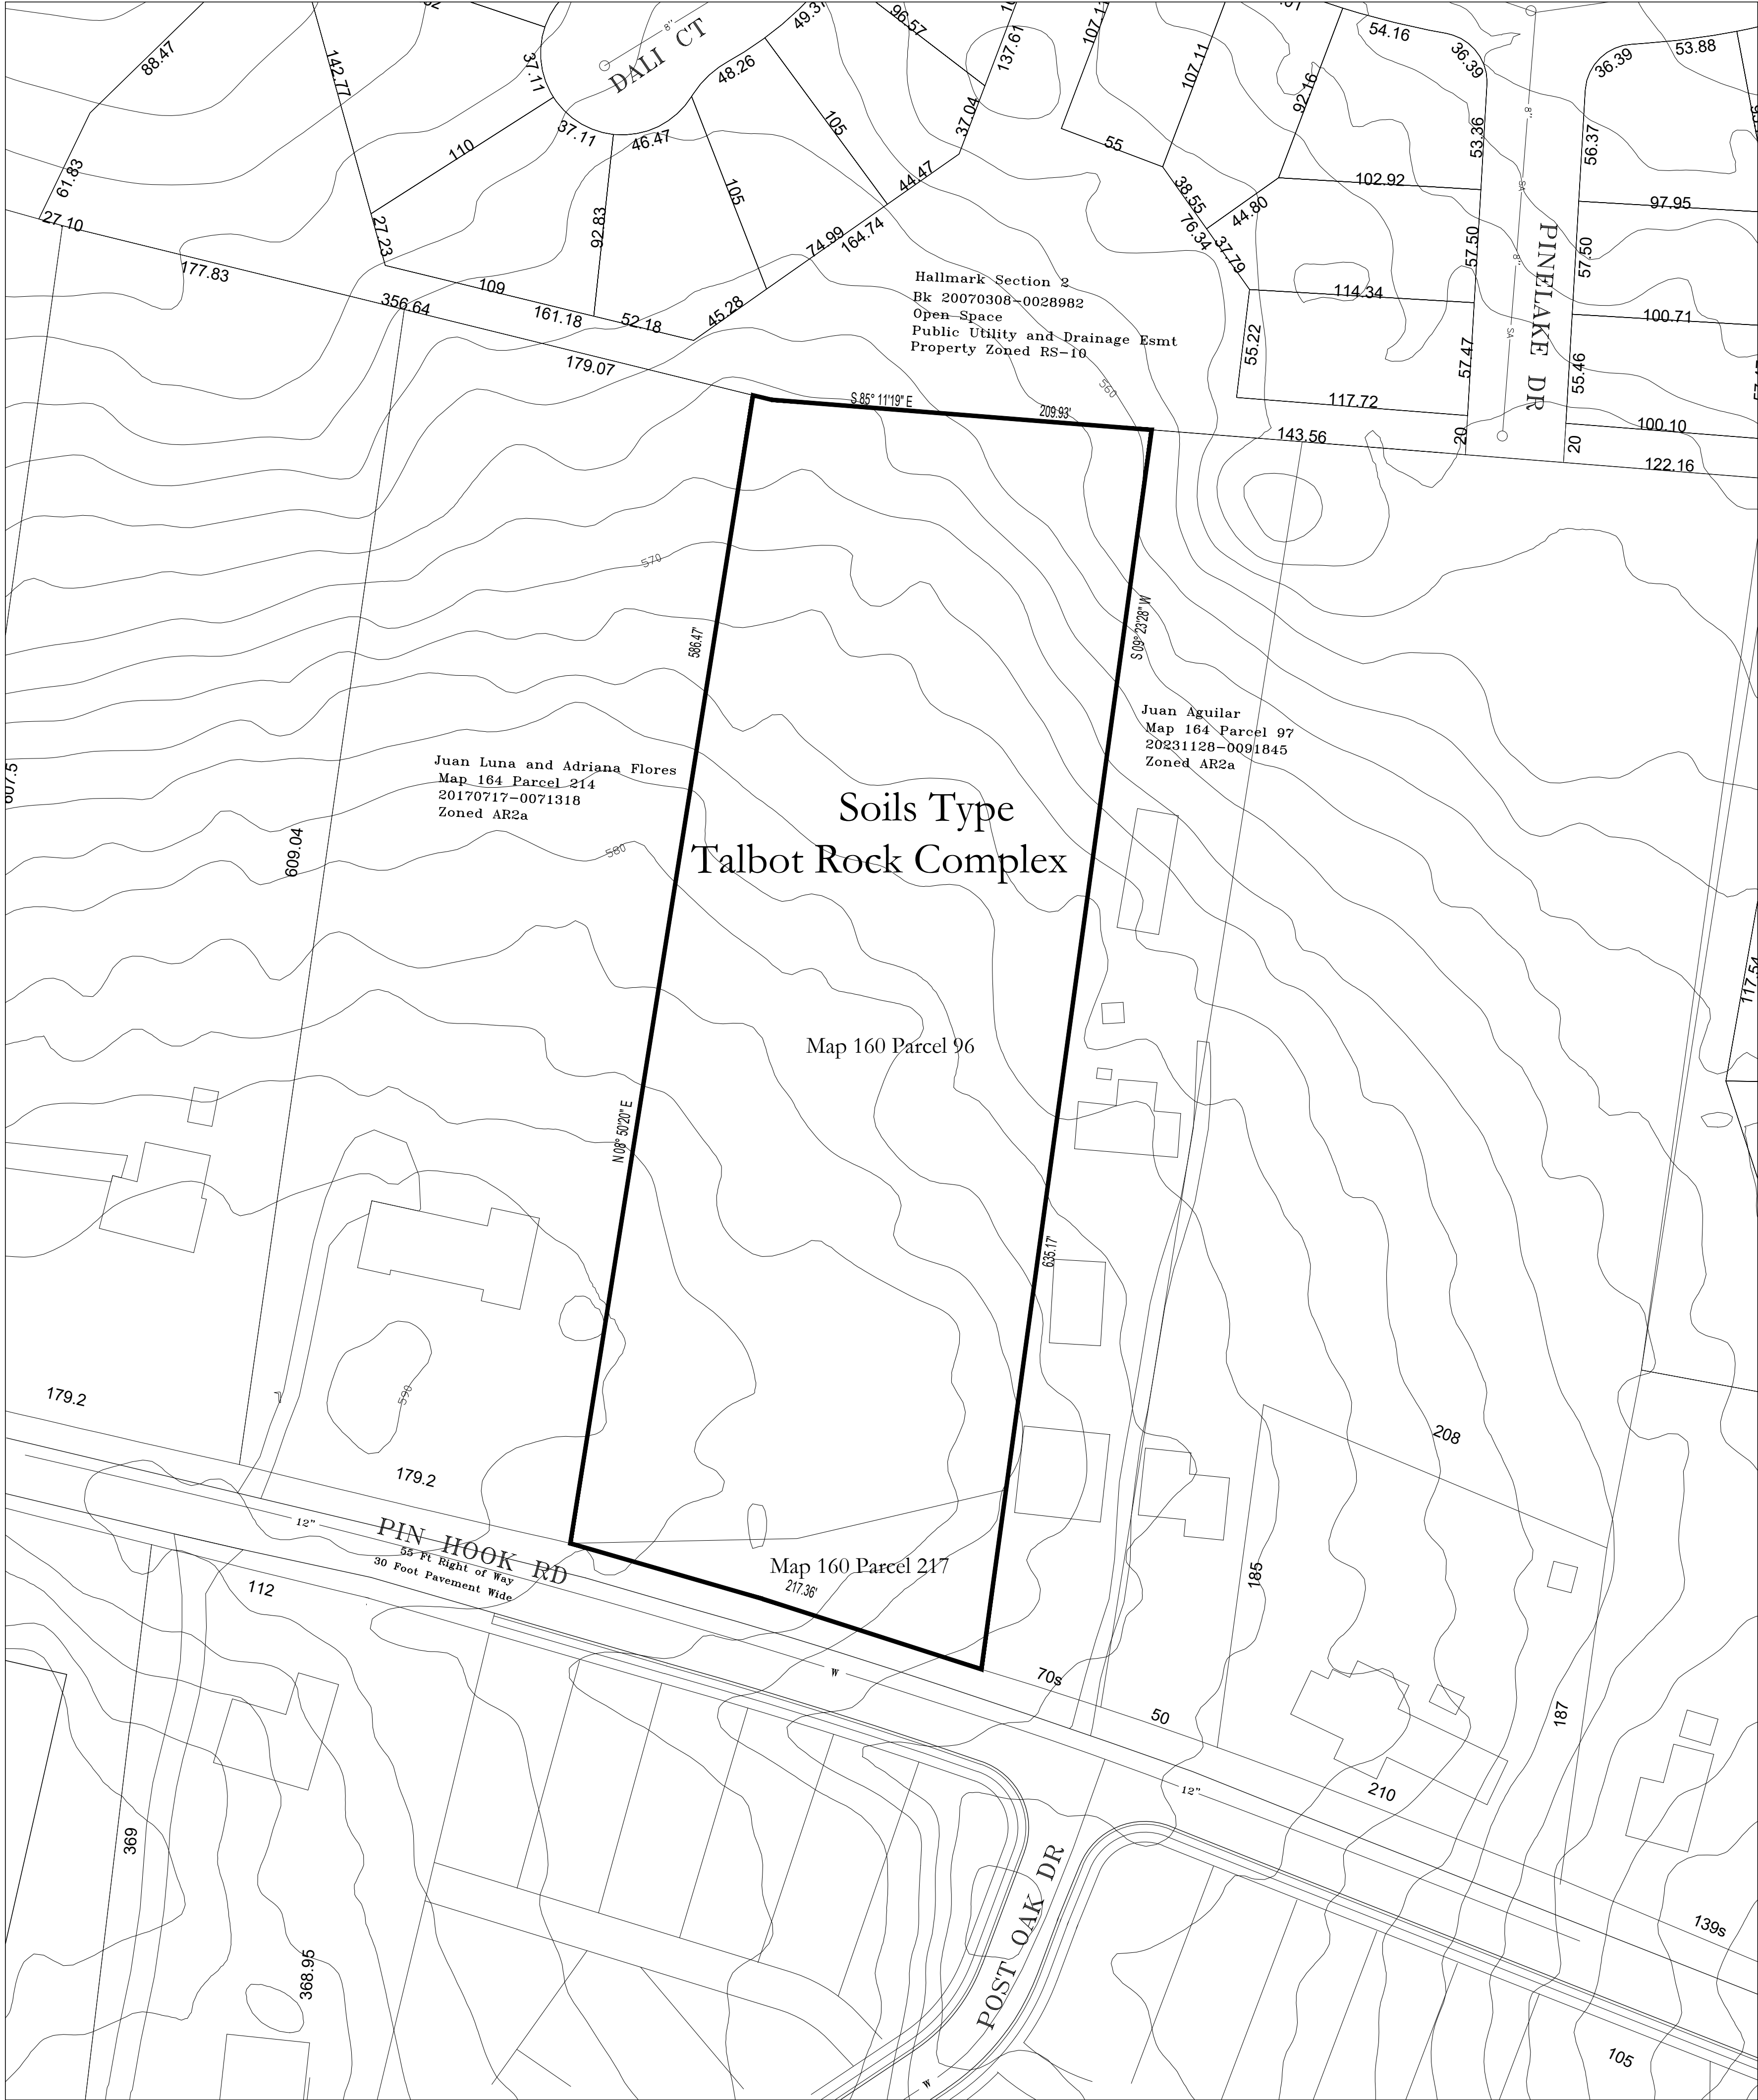 88.47
142.77
37.11
8"
DALI CT
48.26
96.57
137.61
107.11
54.16
36.39
36.39
53.88
61.83
110
37.11
46.47
105
37.04
107.11
92.16
53.36
8"
56.37
27.10
27.23
92.83
105
44.47
55
38.55
44.80
102.92
SA
97.95
177.83
356.64
109
161.18
52.18
45.28
74.99
164.74
76.34
37.79
57.50
8"
PINELAKE DR
57.50
Hallmark Section 2
Bk 20070308-0028982
Open Space
Public Utility and Drainage Esmt
Property Zoned RS-10
114.34
55.22
57.47
SA
55.46
100.71
179.07
S 85° 11'19" E
209.93'
560
117.72
143.56
20
20
100.10
122.16
570
586.47'
S 09° 23'28" W
Juan Luna and Adriana Flores
Map 164 Parcel 214
20170717-0071318
Zoned AR2a
Juan Aguilar
Map 164 Parcel 97
20231128-0091845
Zoned AR2a
607.5
609.04
580
Soils Type
Talbot Rock Complex
117.54
Map 160 Parcel 96
N 08° 50'20" E
635.17'
590
179.2
179.2
12"
PIN HOOK RD
55 Ft Right of Way
30 Foot Pavement Wide
Map 160 Parcel 217
217.36'
208
185
112
W
70s
50
187
12"
210
369
368.95
POST OAK DR
139s
W
105